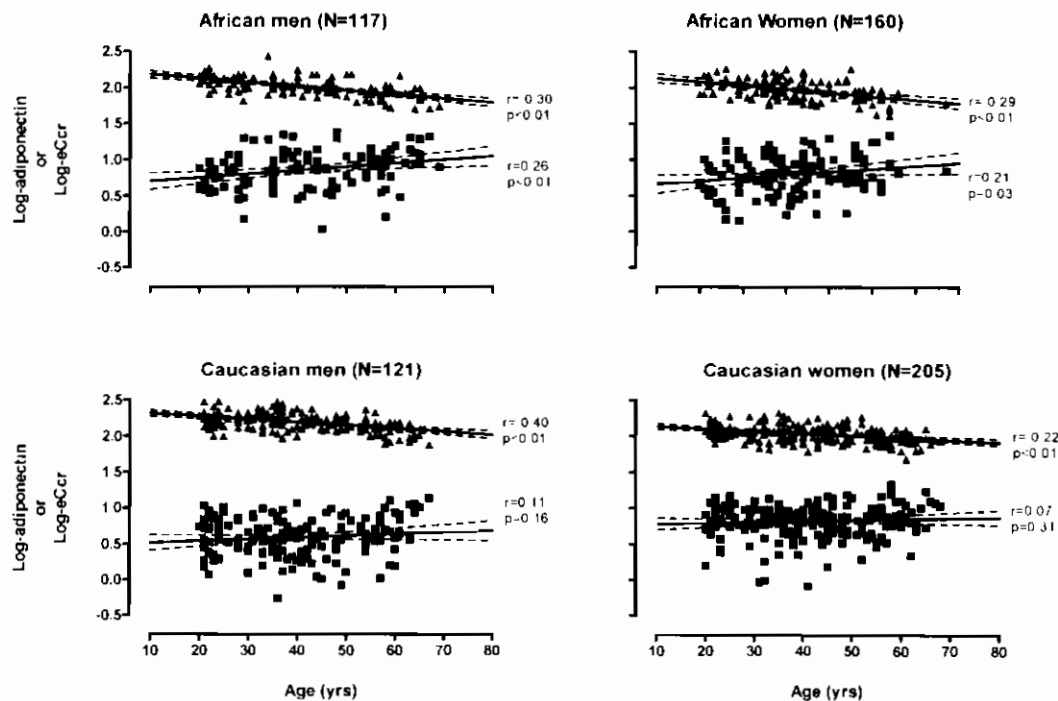 African men (N=117)
African Women (N=160)
Log-adiponectin
or
Log-eCcr
2.5
2.0
1.5
1.0
0.5
0.0
-0.5
r= 0.30
p<0.01
r=0.26
p<0.01
r= 0.29
p<0.01
r=0.21
p=0.03
Caucasian men (N=121)
Caucasian women (N=205)
Log-adiponectin
or
Log-eCcr
2.5
2.0
1.5
1.0
0.5
0.0
-0.5
r= 0.40
p<0.01
r=0.11
p=0.16
r= 0.22
p<0.01
r=0.07
p=0.31
10 20 30 40 50 60 70 80
10 20 30 40 50 60 70 80
Age (yrs)
Age (yrs)